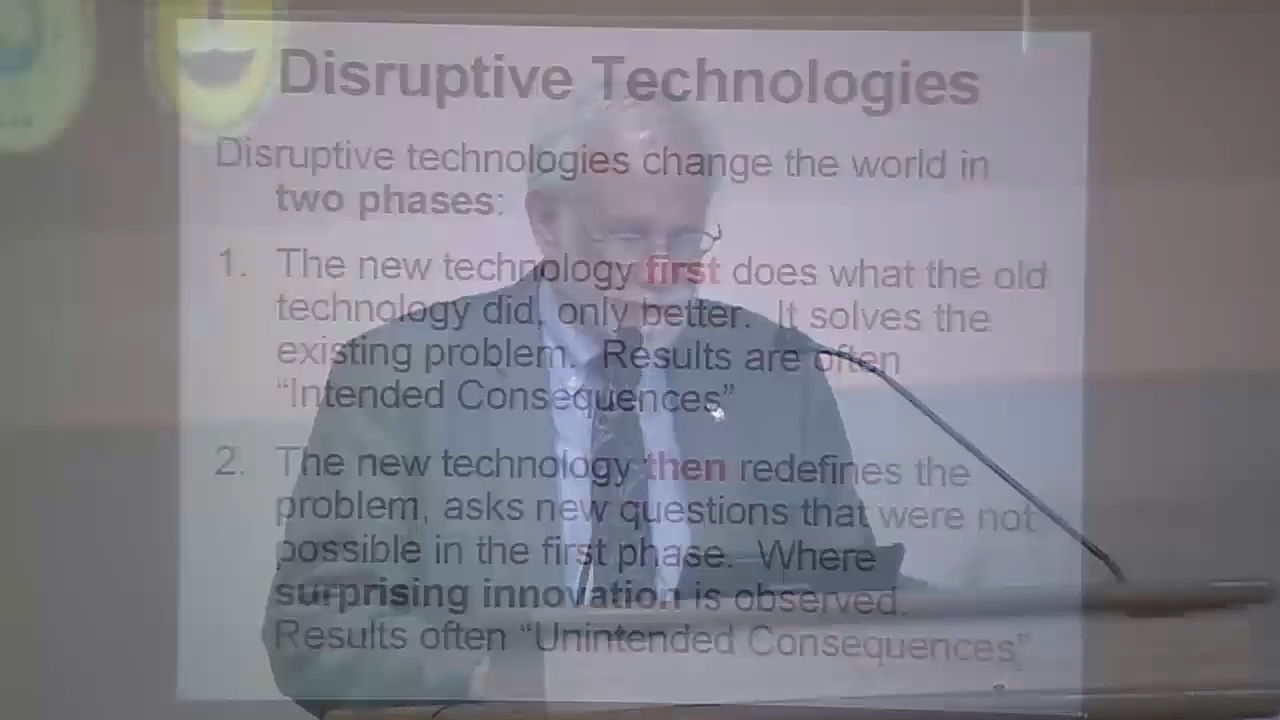 Disruptive Technologies
Disruptive technologies change the world in
two phases:
1. The new technology first does what the old
technology did, only better. It solves the
existing problem. Results are often
“Intended Consequences”
2. The new technology then redefines the
problem, asks new questions that were not
possible in the first phase. Where
surprising innovation is observed.
Results often “Unintended Consequences”